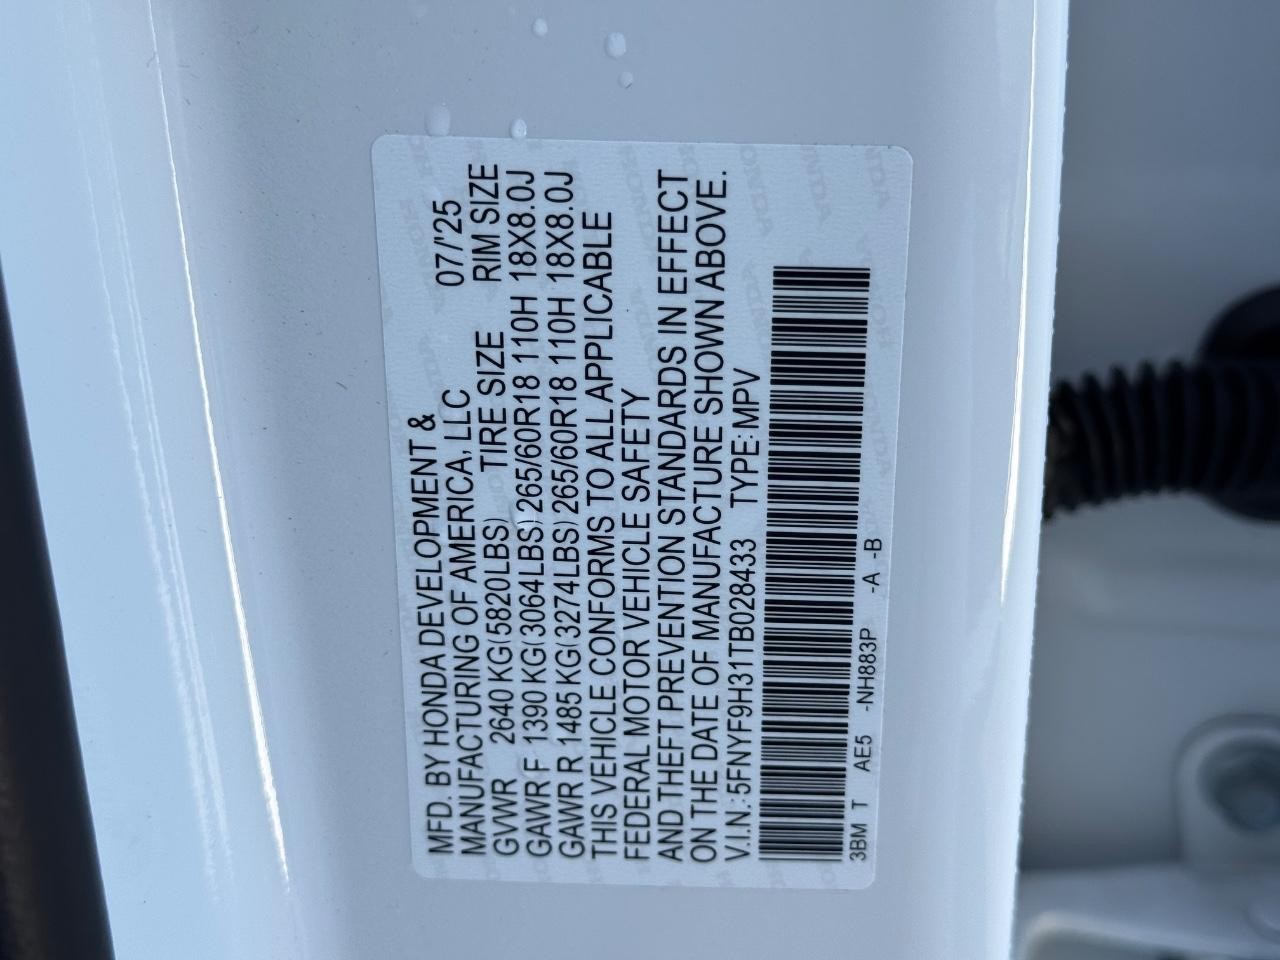 MFD. BY HONDA DEVELOPMENT &
MANUFACTURING OF AMERICA, LLC 07/'25
GVWR 2640 KG(5820LBS) TIRE SIZE RIM SIZE
GAWR F 1390 KG(3064LBS) 265/60R18 110H 18X8.0J
GAWR R 1485 KG(3274LBS) 265/60R18 110H 18X8.0J
THIS VEHICLE CONFORMS TO ALL APPLICABLE
FEDERAL MOTOR VEHICLE SAFETY
AND THEFT PREVENTION STANDARDS IN EFFECT
ON THE DATE OF MANUFACTURE SHOWN ABOVE.
V.I.N.: 5FNYF9H31TB028433 TYPE: MPV
3BM T AE5 -NH883P -A -B